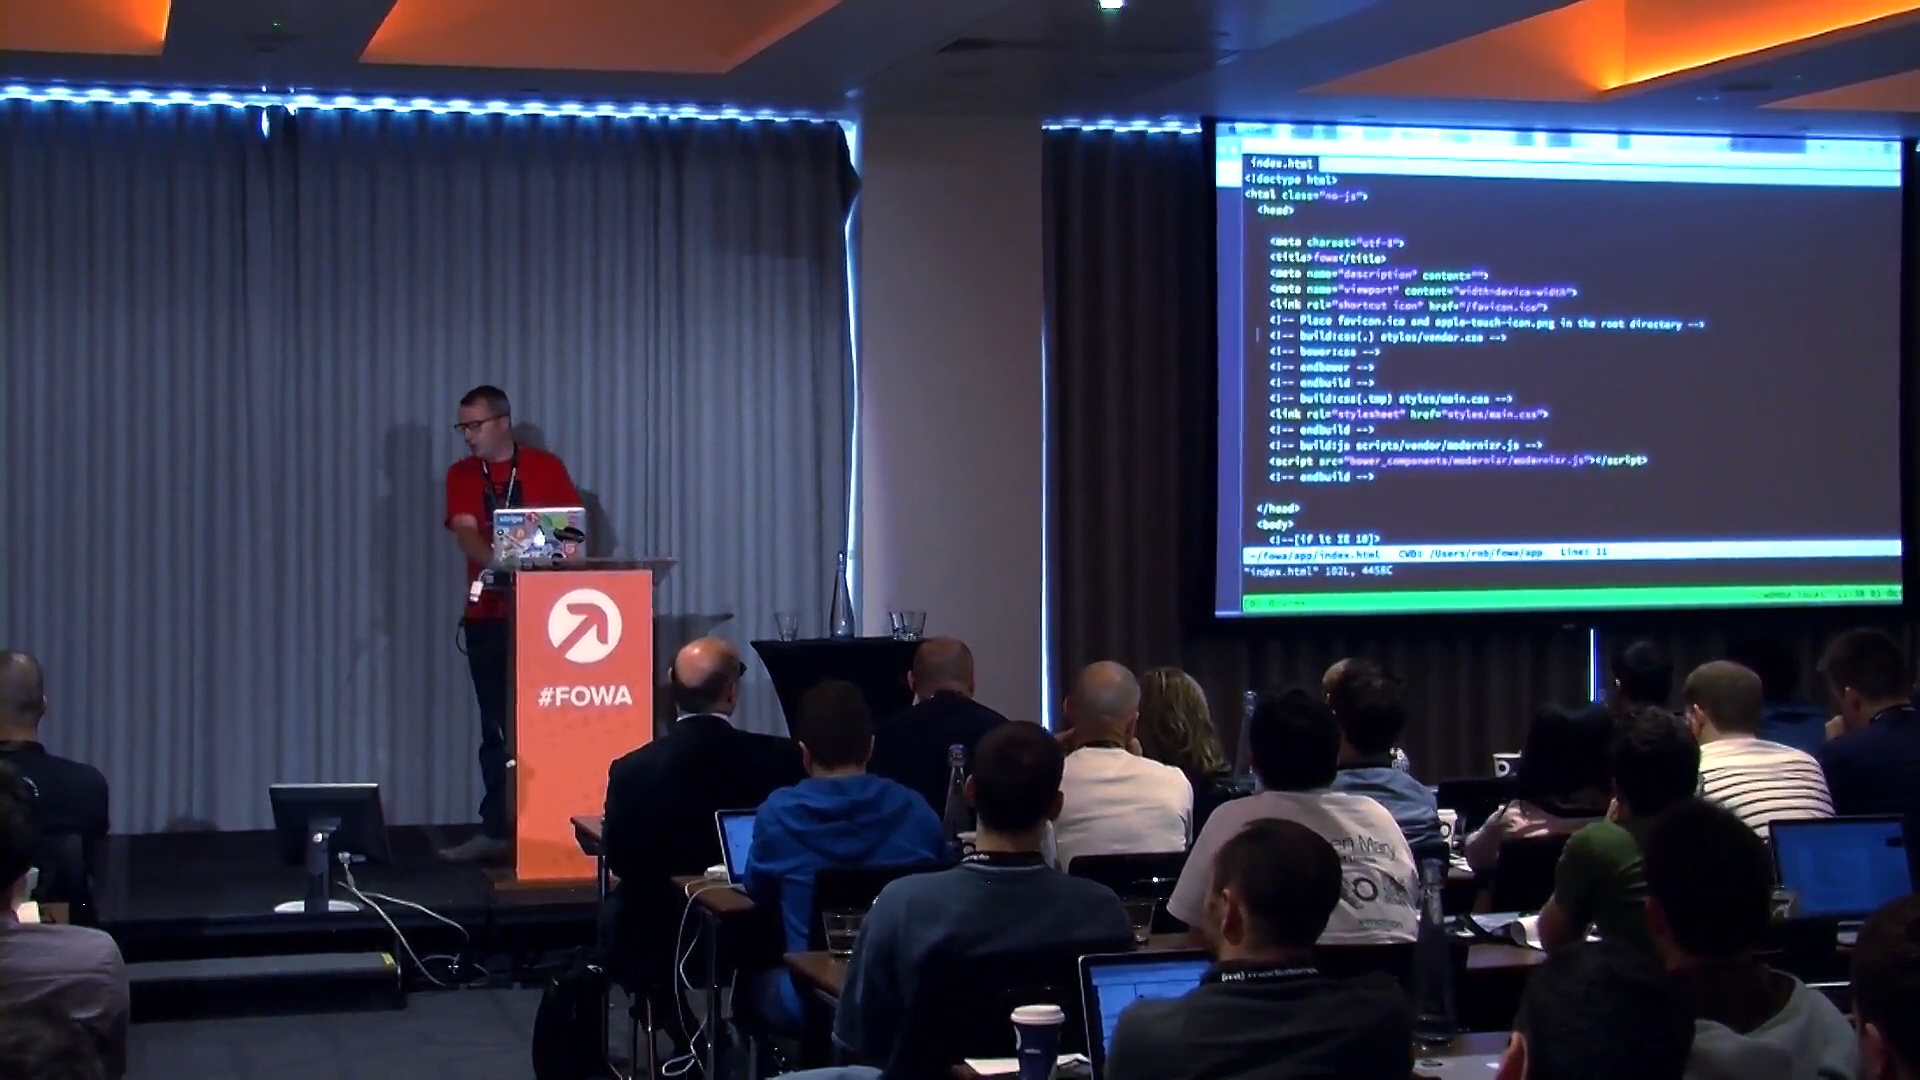 index.html
<!doctype html>
<html class="no-js">
<head>
<meta charset="utf-8">
<title>fowa</title>
<meta name="description" content="">
<meta name="viewport" content="width=device-width">
<link rel="shortcut icon" href="/favicon.ico">
<!-- Place favicon.ico and apple-touch-icon.png in the root directory -->
<!-- build:css(.) styles/vendor.css -->
<!-- bower:css -->
<!-- endbower -->
<!-- endbuild -->
<!-- build:css(.tmp) styles/main.css -->
<link rel="stylesheet" href="styles/main.css">
<!-- endbuild -->
<!-- build:js scripts/vendor/modernizr.js -->
<script src="bower_components/modernizr/modernizr.js"></script>
<!-- endbuild -->
</head>
<body>
<!--[if lt IE 10]>
~/fowa/app/index.html CWD: /Users/rob/fowa/app Line: 11
"index.html" 102L, 4458C
stripe
#FOWA
Mary